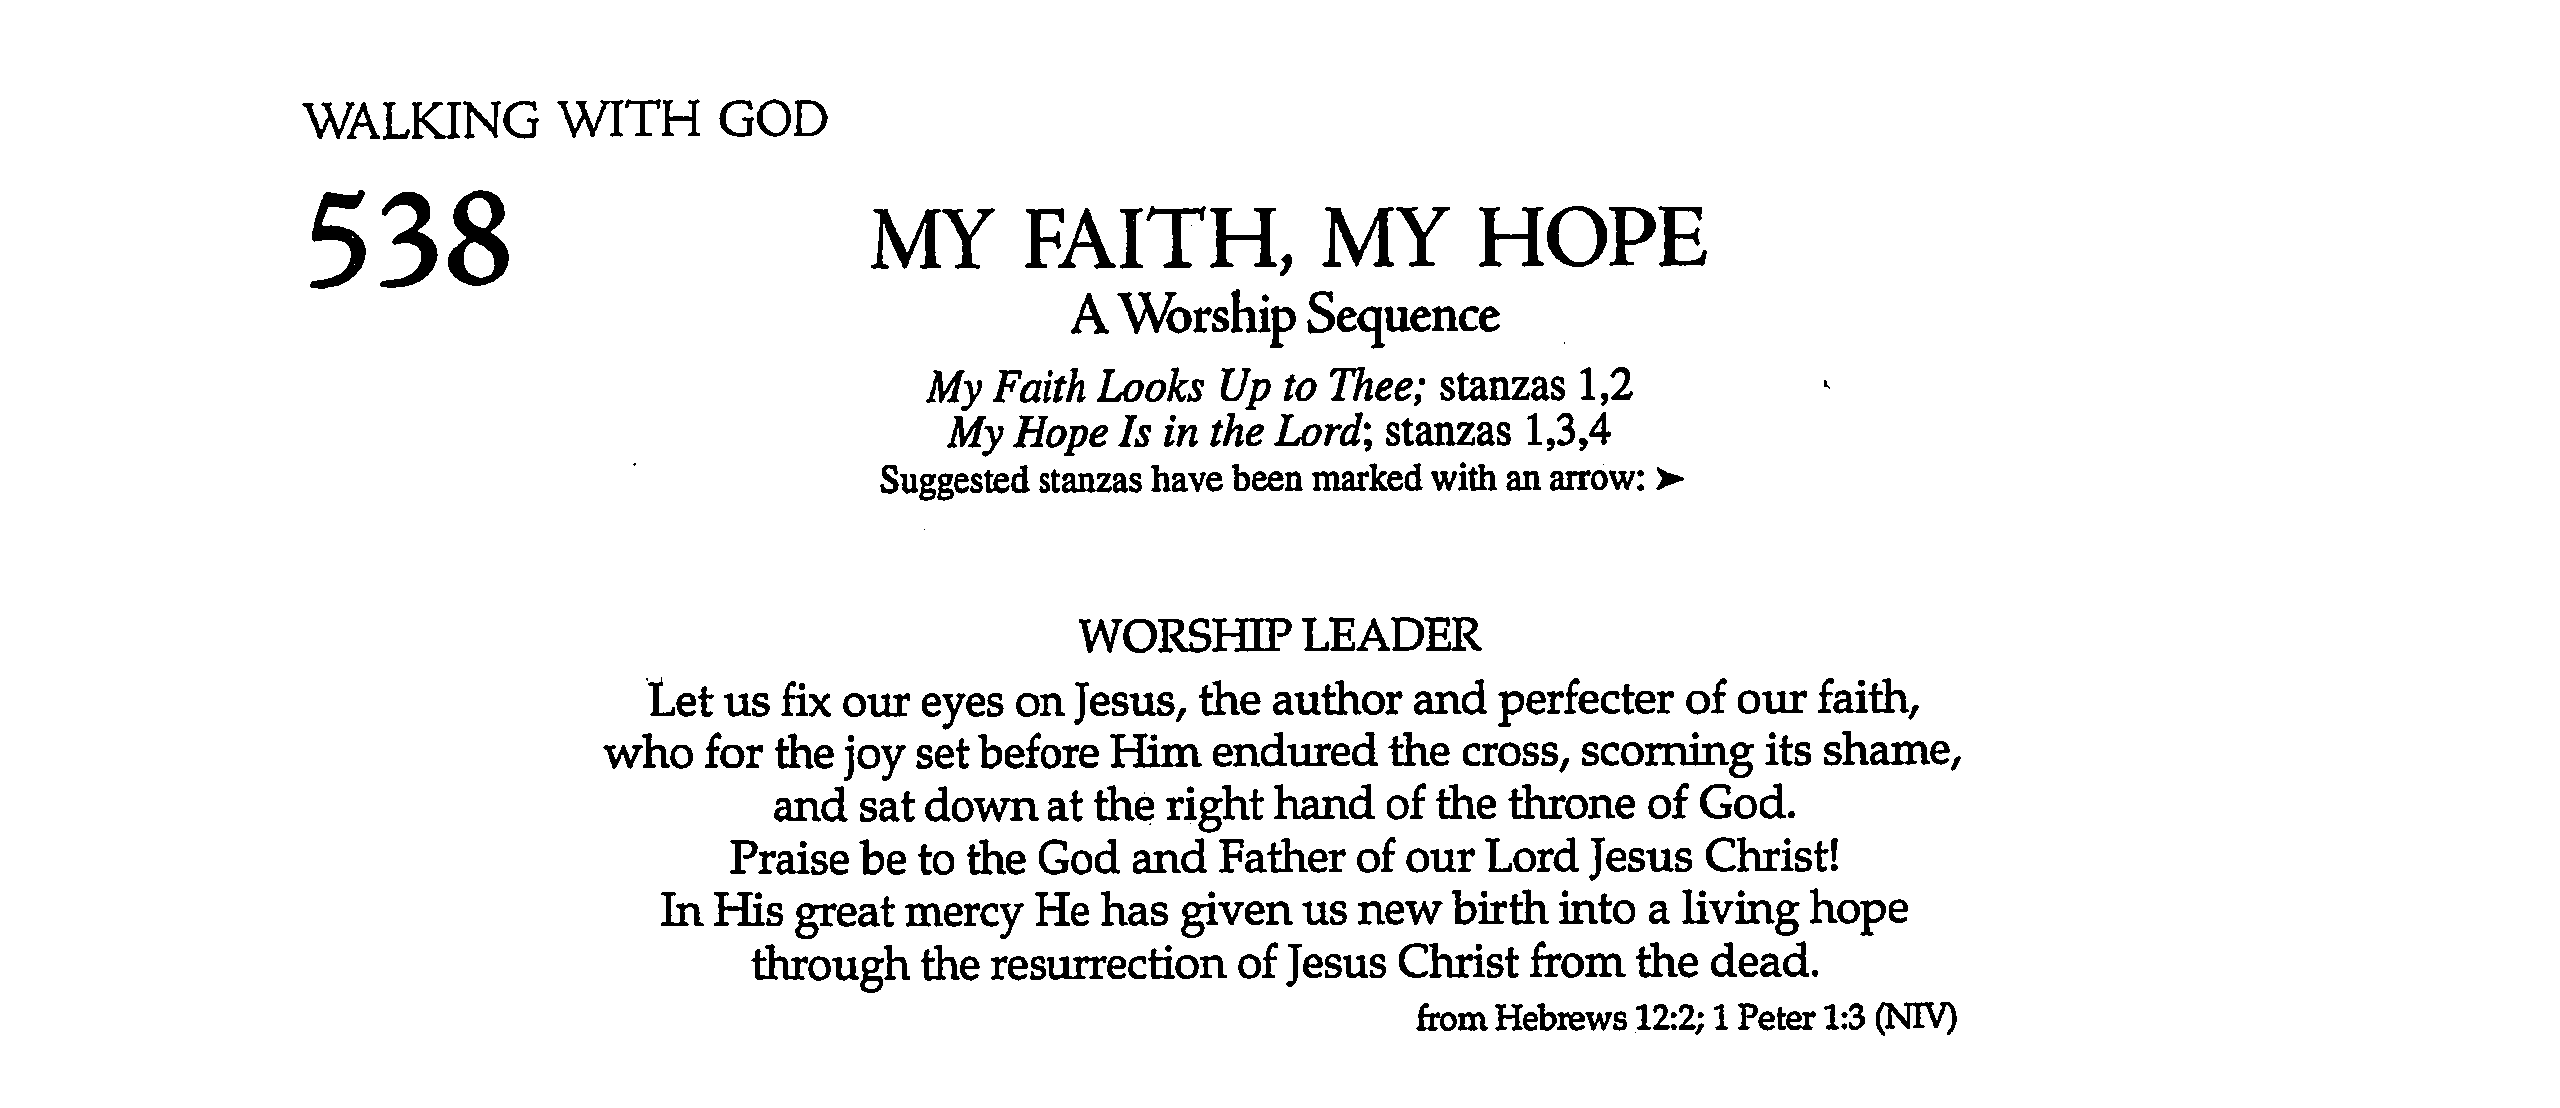 WALKING WITH GOD
538
MY FAITH, MY HOPE
A Worship Sequence
My Faith Looks Up to Thee; stanzas 1,2
My Hope Is in the Lord; stanzas 1,3,4
Suggested stanzas have been marked with an arrow: ➤
WORSHIP LEADER
Let us fix our eyes on Jesus, the author and perfecter of our faith,
who for the joy set before Him endured the cross, scorning its shame,
and sat down at the right hand of the throne of God.
Praise be to the God and Father of our Lord Jesus Christ!
In His great mercy He has given us new birth into a living hope
through the resurrection of Jesus Christ from the dead.
from Hebrews 12:2; 1 Peter 1:3 (NIV)